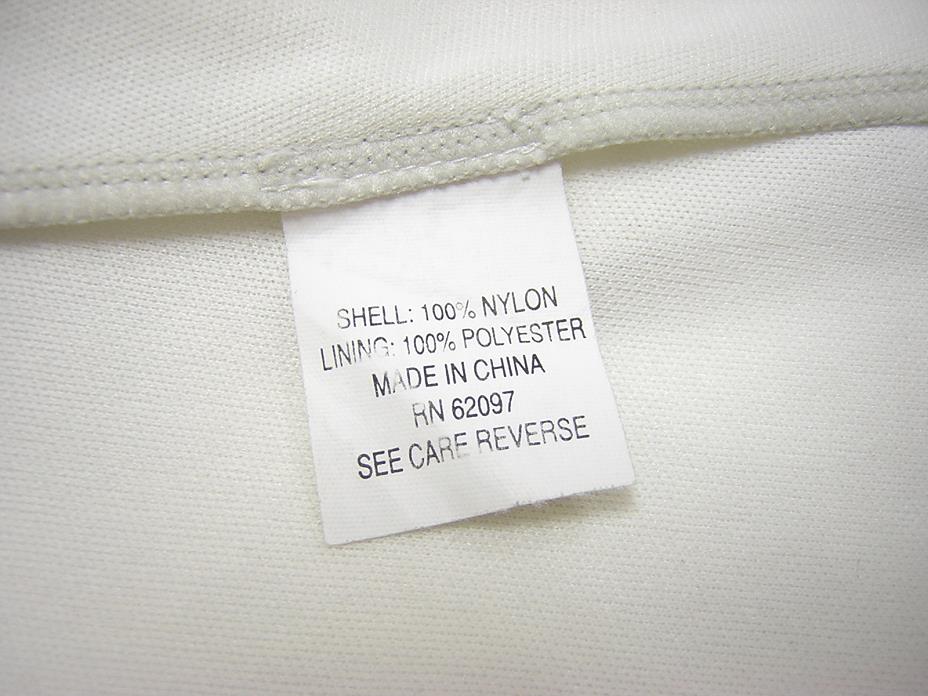 SHELL: 100% NYLON
LINING: 100% POLYESTER
MADE IN CHINA
RN 62097
SEE CARE REVERSE